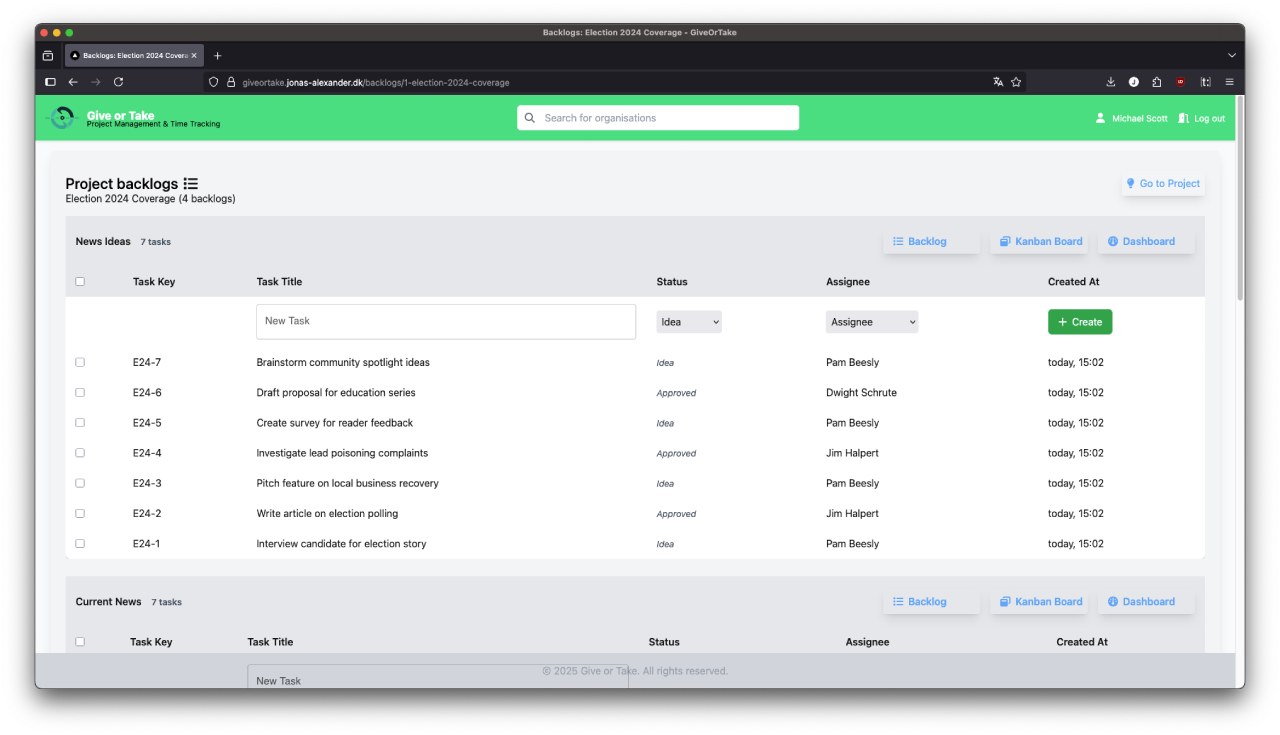 Backlogs: Election 2024 Coverage - GiveOrTake
Backlogs: Election 2024 Covera
giveortake.jonas-alexander.dk/backlogs/1-election-2024-coverage
Give or Take
Project Management & Time Tracking
Search for organisations
Michael Scott Log out
Project backlogs
Go to Project
Election 2024 Coverage (4 backlogs)
News Ideas 7 tasks Backlog Kanban Board Dashboard
Task Key Task Title Status Assignee Created At
New Task Idea Assignee + Create
E24-7 Brainstorm community spotlight ideas Idea Pam Beesly today, 15:02
E24-6 Draft proposal for education series Approved Dwight Schrute today, 15:02
E24-5 Create survey for reader feedback Idea Pam Beesly today, 15:02
E24-4 Investigate lead poisoning complaints Approved Jim Halpert today, 15:02
E24-3 Pitch feature on local business recovery Idea Pam Beesly today, 15:02
E24-2 Write article on election polling Approved Jim Halpert today, 15:02
E24-1 Interview candidate for election story Idea Pam Beesly today, 15:02
Current News 7 tasks Backlog Kanban Board Dashboard
Task Key Task Title Status Assignee Created At
© 2025 Give or Take. All rights reserved.
New Task